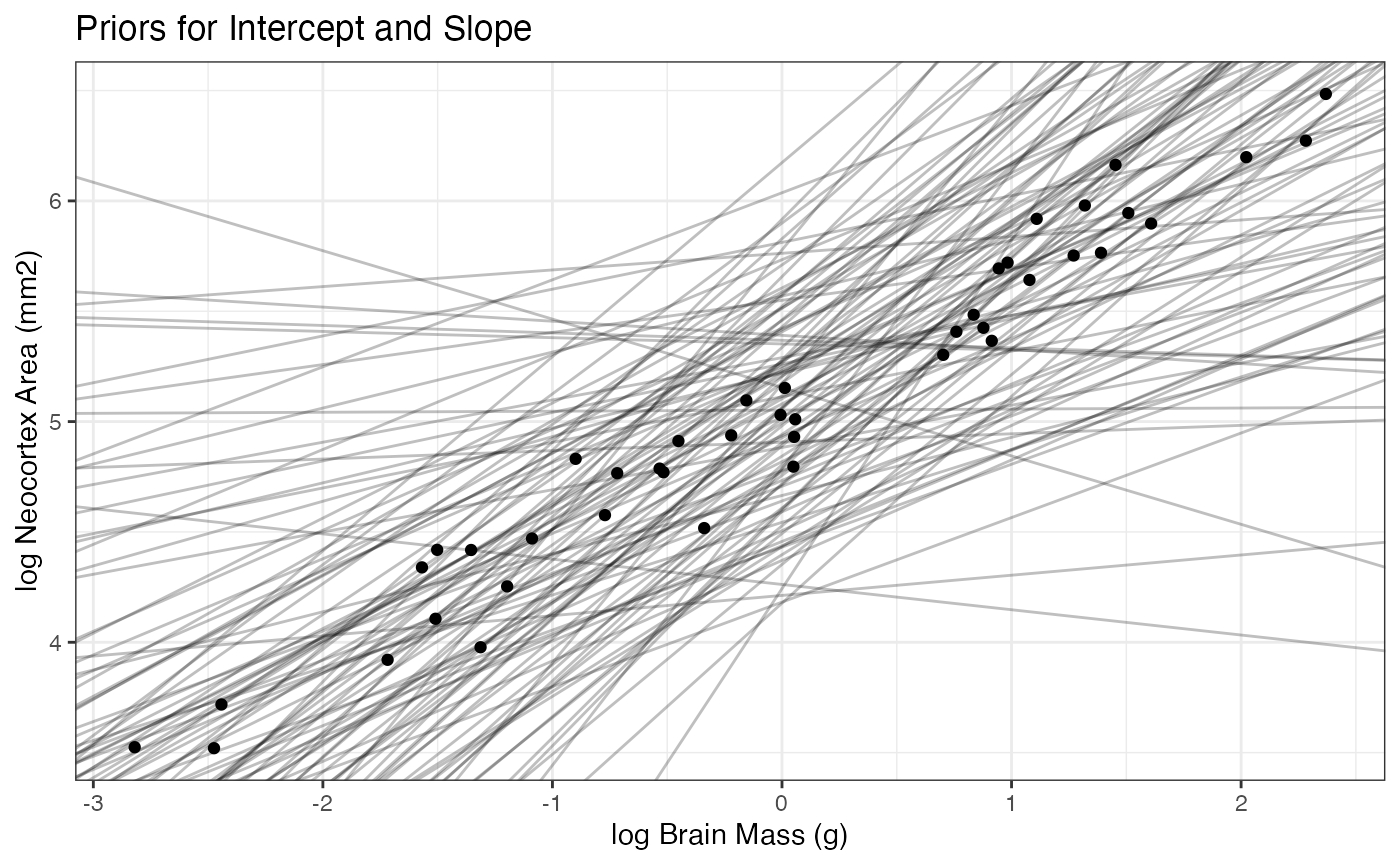 Priors for Intercept and Slope
6
5
4
log Neocortex Area (mm2)
-3 -2 -1 0 1 2
log Brain Mass (g)